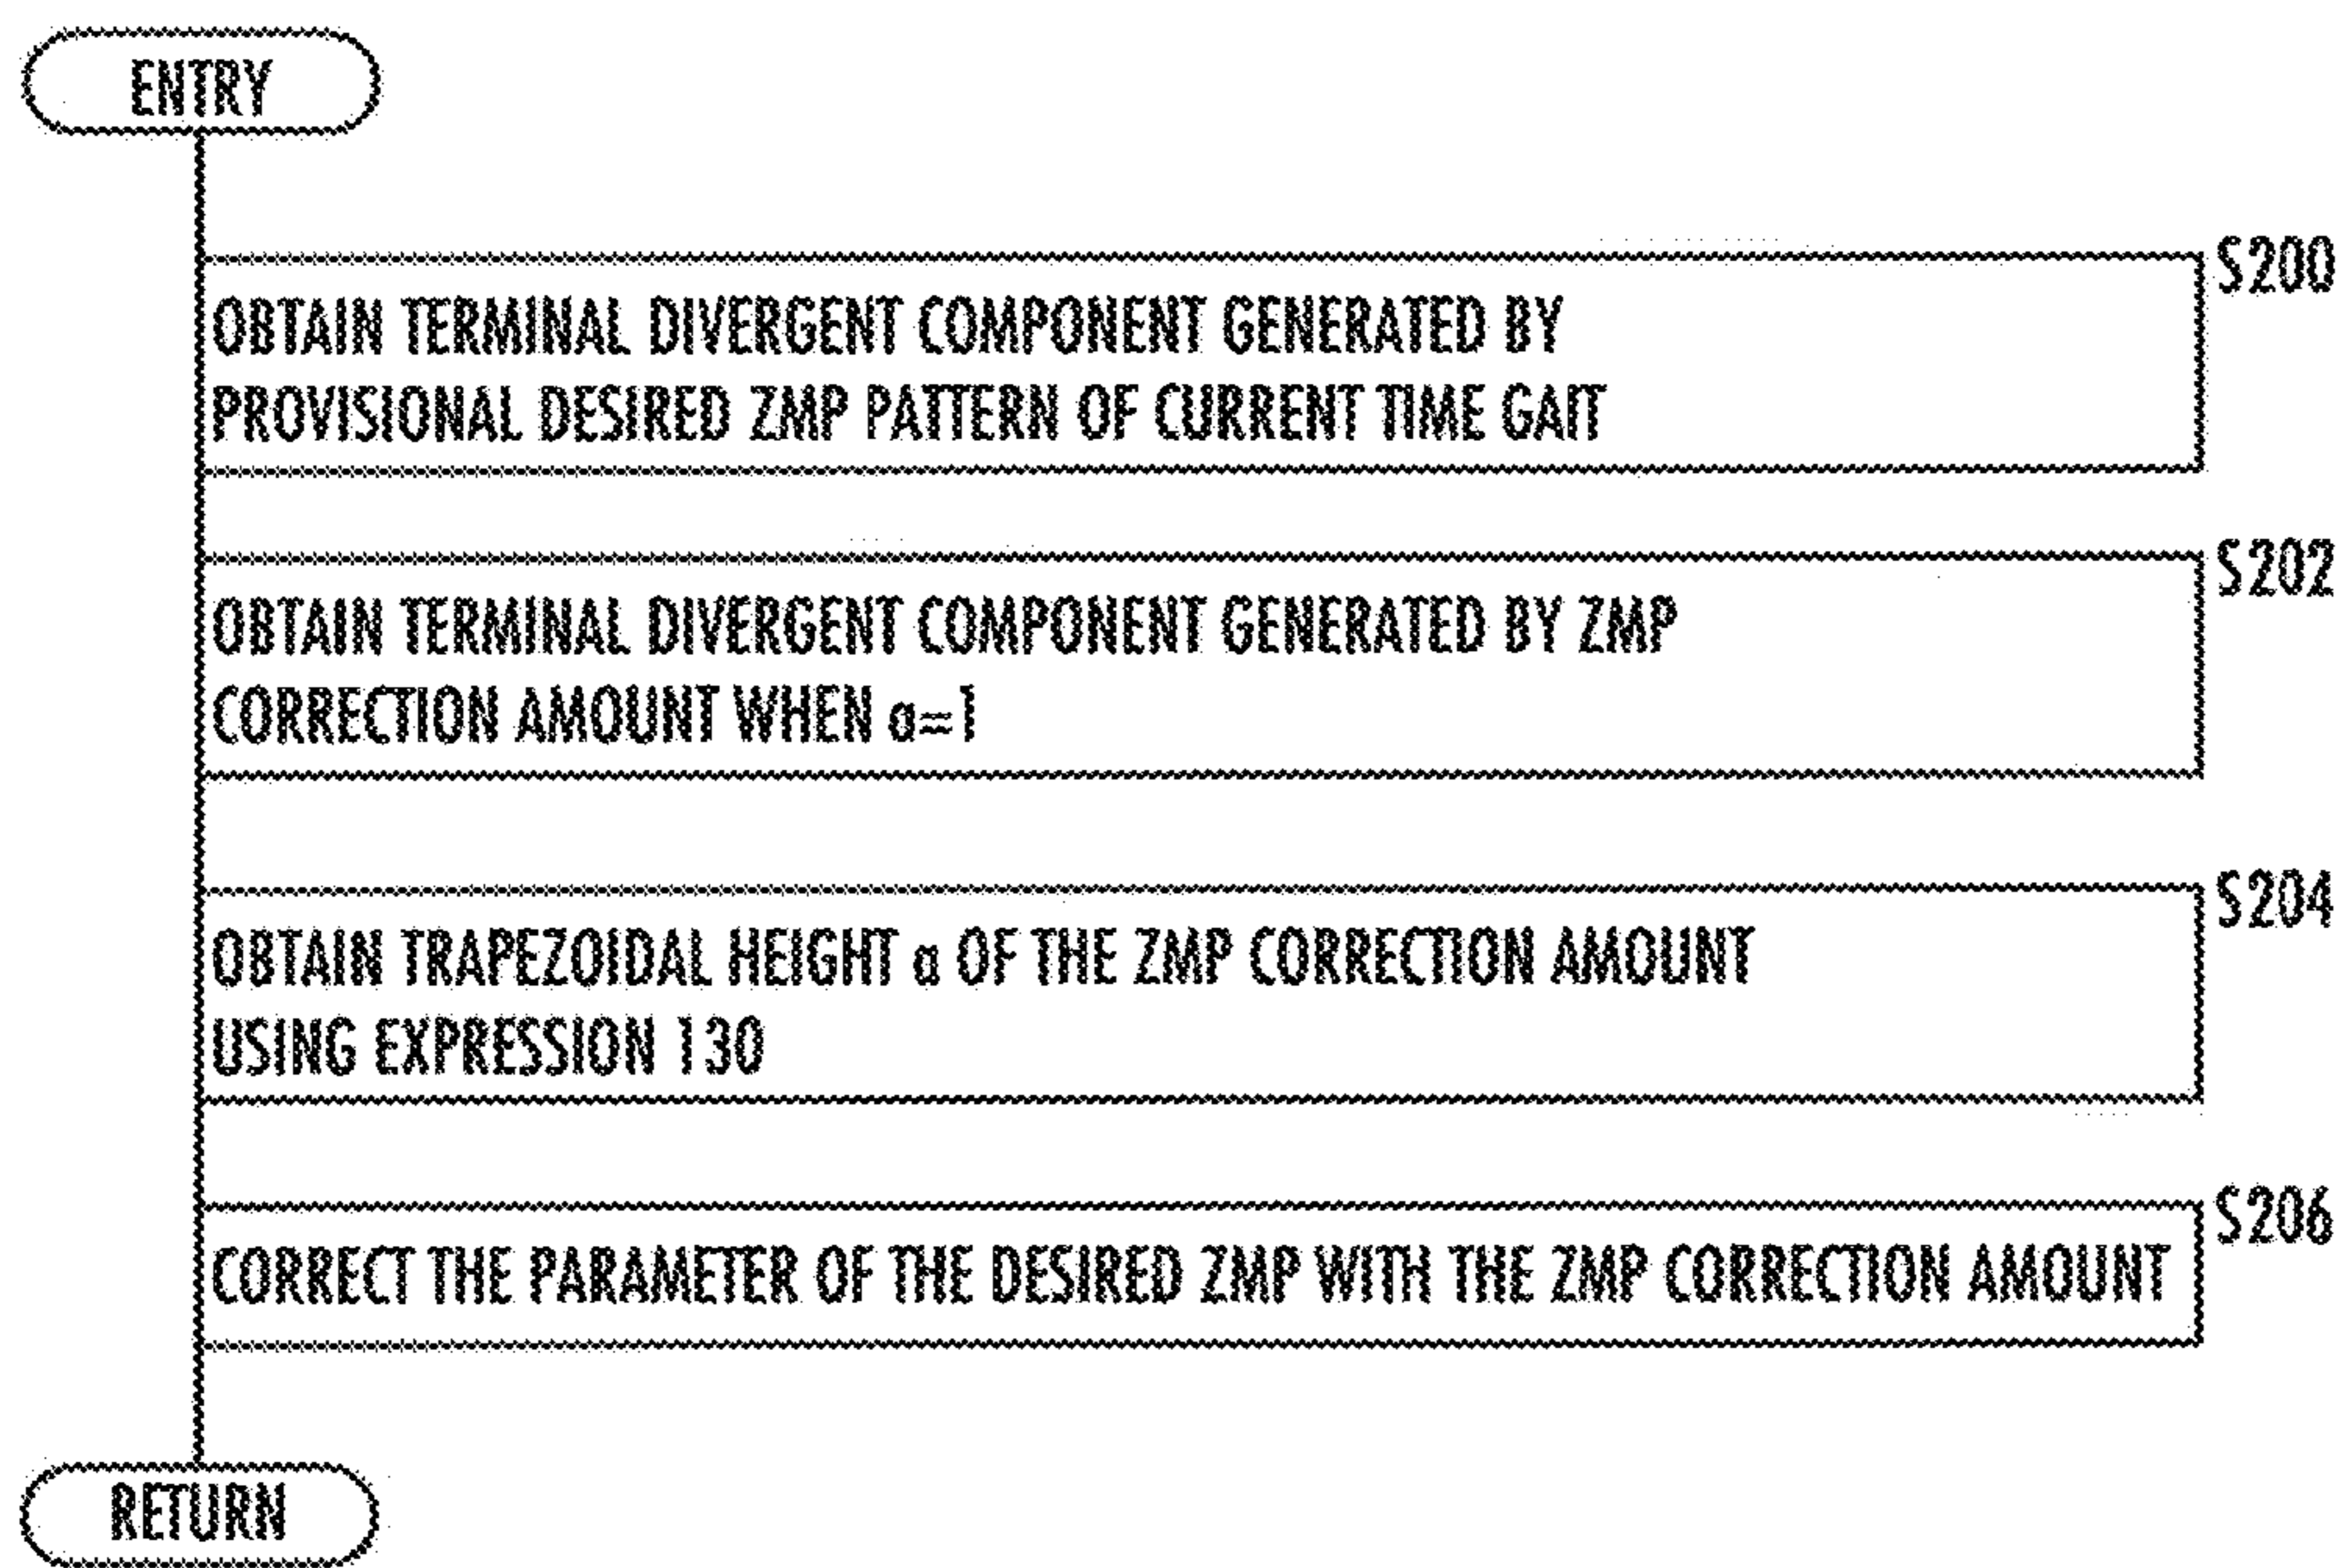 ENTRY
S200
OBTAIN TERMINAL DIVERGENT COMPONENT GENERATED BY
PROVISIONAL DESIRED ZMP PATTERN OF CURRENT TIME GAIT
S202
OBTAIN TERMINAL DIVERGENT COMPONENT GENERATED BY ZMP
CORRECTION AMOUNT WHEN a=1
S204
OBTAIN TRAPEZOIDAL HEIGHT a OF THE ZMP CORRECTION AMOUNT
USING EXPRESSION 130
S206
CORRECT THE PARAMETER OF THE DESIRED ZMP WITH THE ZMP CORRECTION AMOUNT
RETURN